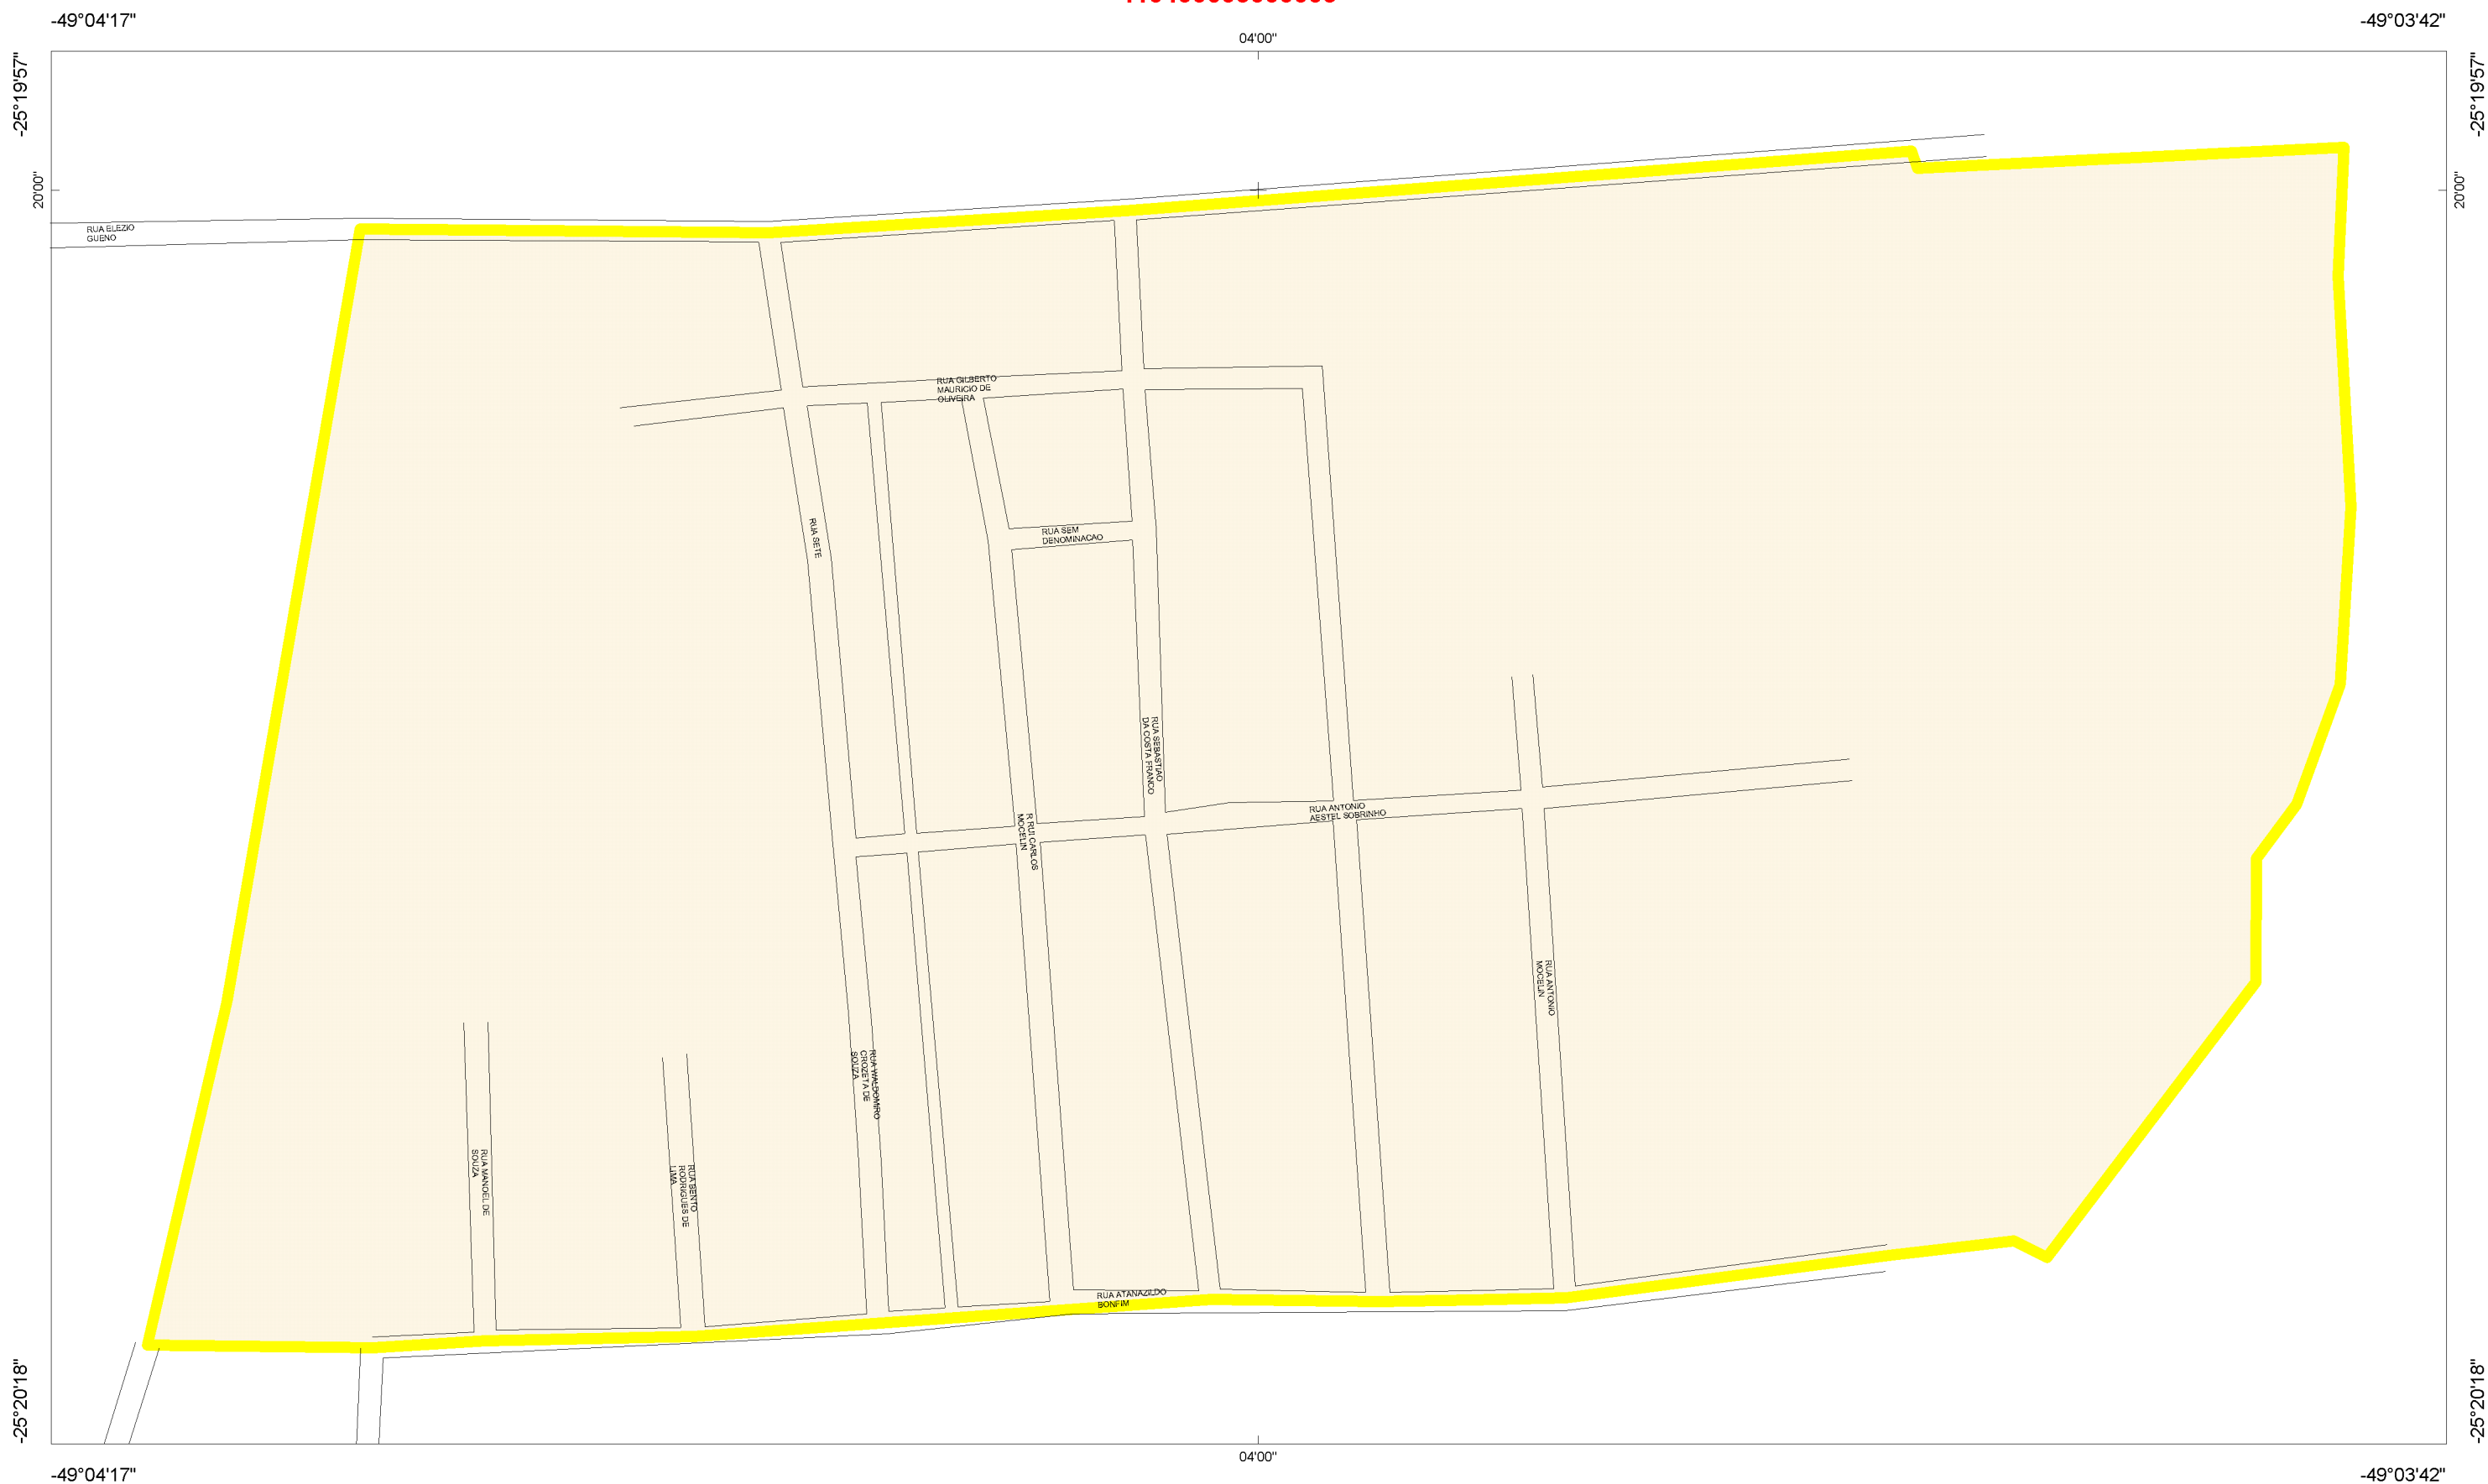 -49°04'17"
-49°03'42"
04'00"
-25°19'57"
-25°19'57"
20'00"
20'00"
RUA ELEZIO
GUENO
RUA GILBERTO
MAURICIO DE
OLIVEIRA
RUA SETE
RUA SEM
DENOMINACAO
RUA SEBASTIAO
DA COSTA FRANCO
RUA ANTONIO
AESTEL SOBRINHO
R RUI CARLOS
MOCELIN
RUA ANTONIO
MOCELIN
RUA WALDOMIRO
CROZETA DE
SOUZA
RUA MANOEL DE
SOUZA
RUA BENTO
RODRIGUES DE
LIMA
RUA ATANAZILDO
BONFIM
-25°20'18"
-25°20'18"
04'00"
-49°04'17"
-49°03'42"